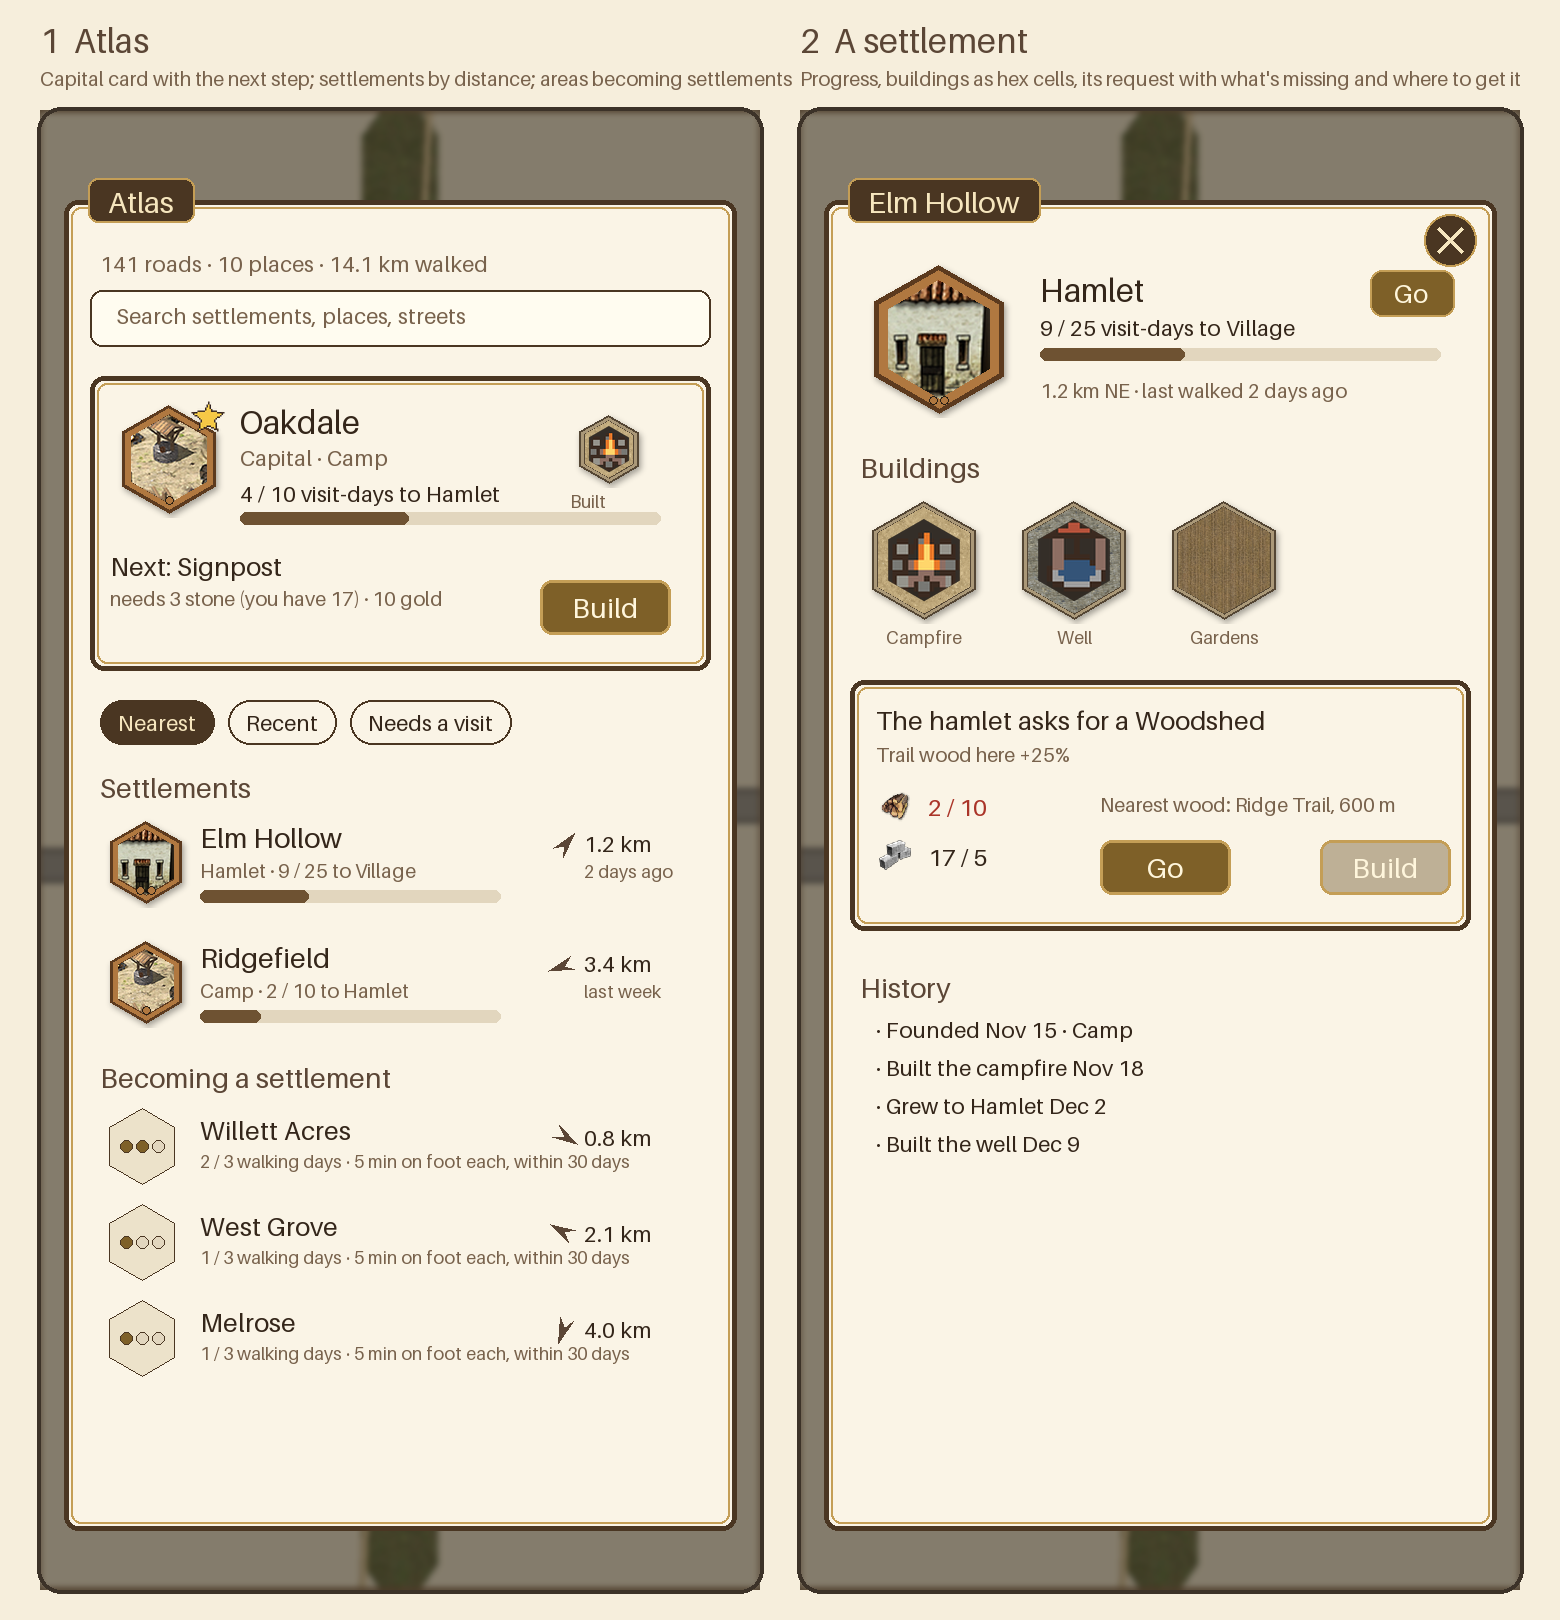 1 Atlas
Capital card with the next step; settlements by distance; areas becoming settlements
Atlas
141 roads · 10 places · 14.1 km walked
Search settlements, places, streets
Oakdale
Capital · Camp
4 / 10 visit-days to Hamlet
Built
Next: Signpost
needs 3 stone (you have 17) · 10 gold
Build
Nearest
Recent
Needs a visit
Settlements
Elm Hollow
1.2 km
Hamlet · 9 / 25 to Village
2 days ago
Ridgefield
3.4 km
Camp · 2 / 10 to Hamlet
last week
Becoming a settlement
Willett Acres
0.8 km
2 / 3 walking days · 5 min on foot each, within 30 days
West Grove
2.1 km
1 / 3 walking days · 5 min on foot each, within 30 days
Melrose
4.0 km
1 / 3 walking days · 5 min on foot each, within 30 days
2 A settlement
Progress, buildings as hex cells, its request with what's missing and where to get it
Elm Hollow
Hamlet
Go
9 / 25 visit-days to Village
1.2 km NE · last walked 2 days ago
Buildings
Campfire
Well
Gardens
The hamlet asks for a Woodshed
Trail wood here +25%
2 / 10
Nearest wood: Ridge Trail, 600 m
17 / 5
Go
Build
History
· Founded Nov 15 · Camp
· Built the campfire Nov 18
· Grew to Hamlet Dec 2
· Built the well Dec 9